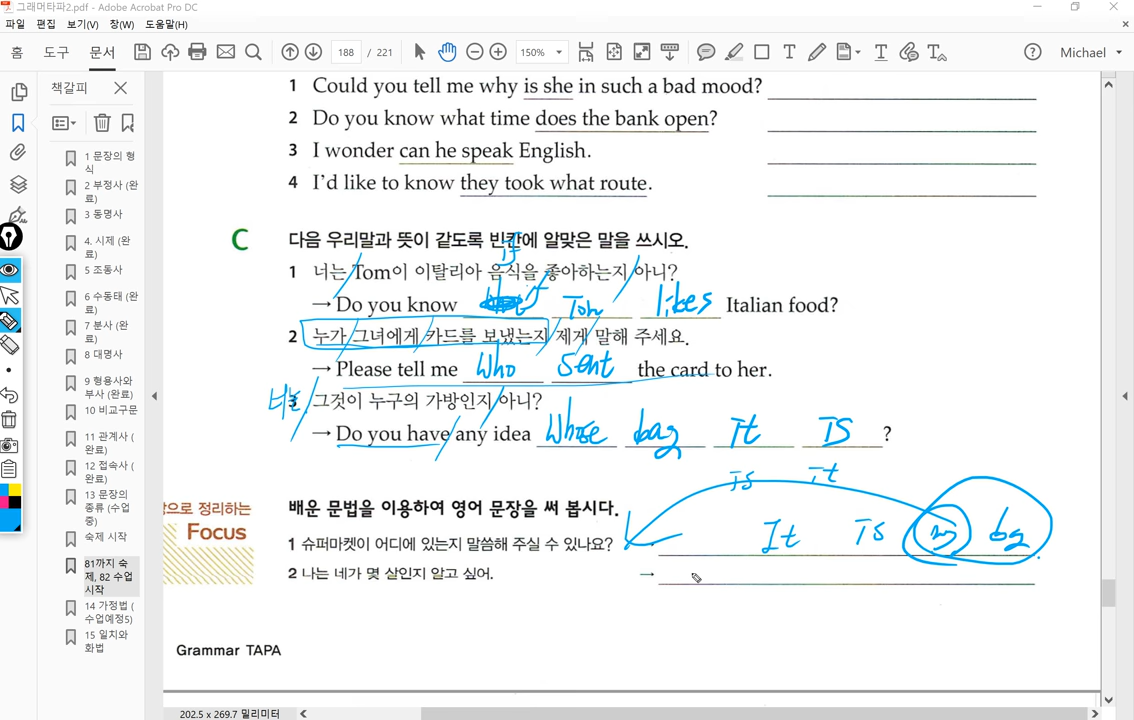 그래머타파2.pdf - Adobe Acrobat Pro DC
파일 편집 보기(V) 창(W) 도움말(H)
홈 도구 문서 188 / 221 150% Michael
책갈피
1 문장의 형식
2 부정사 (완료)
3 동명사
4. 시제 (완료)
5 조동사
6 수동태 (완료)
7 분사 (완료)
8 대명사
9 형용사와 부사 (완료)
10 비교구문
11 관계사 (완료)
12 접속사 (완료)
13 문장의 종류 (수업중)
숙제 시작
81까지 숙제, 82 수업 시작
14 가정법 (수업예정5)
15 일치와 화법
1 Could you tell me why is she in such a bad mood?
2 Do you know what time does the bank open?
3 I wonder can he speak English.
4 I'd like to know they took what route.
C 다음 우리말과 뜻이 같도록 빈칸에 알맞은 말을 쓰시오.
if
1 너는 Tom이 이탈리아 음식을 좋아하는지 아니?
→ Do you know if Tom likes Italian food?
2 누가 그녀에게 카드를 보냈는지 제게 말해 주세요.
→ Please tell me Who Sent the card to her.
너는
3 그것이 누구의 가방인지 아니?
→ Do you have any idea Whose bag It IS ?
IS It
으로 정리하는
Focus
배운 문법을 이용하여 영어 문장을 써 봅시다.
1 슈퍼마켓이 어디에 있는지 말씀해 주실 수 있나요? It IS my bag
2 나는 네가 몇 살인지 알고 싶어. →
Grammar TAPA
202.5 x 269.7 밀리미터